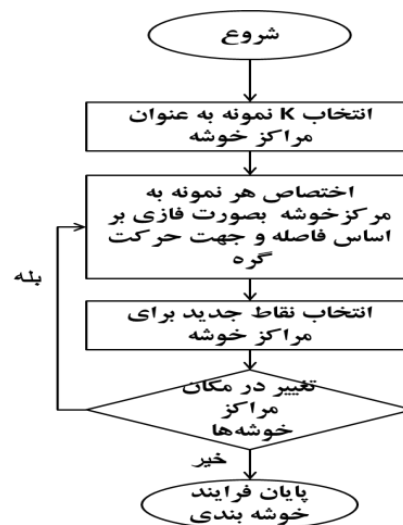 شروع
انتخاب K نمونه به عنوان
مراکز خوشه
اختصاص هر نمونه به
مرکزخوشه بصورت فازی بر
اساس فاصله و جهت حرکت
گره
بله
انتخاب نقاط جدید برای
مراکز خوشه
تغییر در مکان
مراکز
خوشه‌ها
خیر
پایان فرایند
خوشه بندی